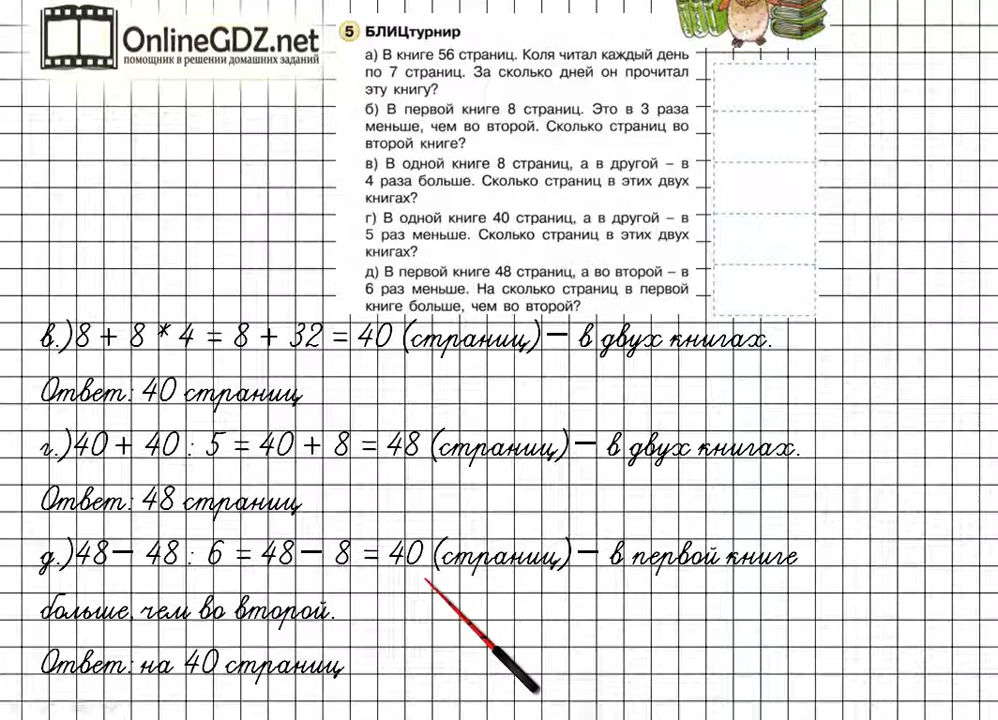 OnlineGDZ.net
помощник в решении домашних заданий
5 БЛИЦтурнир
а) В книге 56 страниц. Коля читал каждый день
по 7 страниц. За сколько дней он прочитал
эту книгу?
б) В первой книге 8 страниц. Это в 3 раза
меньше, чем во второй. Сколько страниц во
второй книге?
в) В одной книге 8 страниц, а в другой – в
4 раза больше. Сколько страниц в этих двух
книгах?
г) В одной книге 40 страниц, а в другой – в
5 раз меньше. Сколько страниц в этих двух
книгах?
д) В первой книге 48 страниц, а во второй – в
6 раз меньше. На сколько страниц в первой
книге больше, чем во второй?
в.)8 + 8 * 4 = 8 + 32 = 40 (страниц) – в двух книгах.
Ответ: 40 страниц
г.)40 + 40 : 5 = 40 + 8 = 48 (страниц) – в двух книгах.
Ответ: 48 страниц
д.)48 – 48 : 6 = 48 – 8 = 40 (страниц) – в первой книге
больше, чем во второй.
Ответ: на 40 страниц